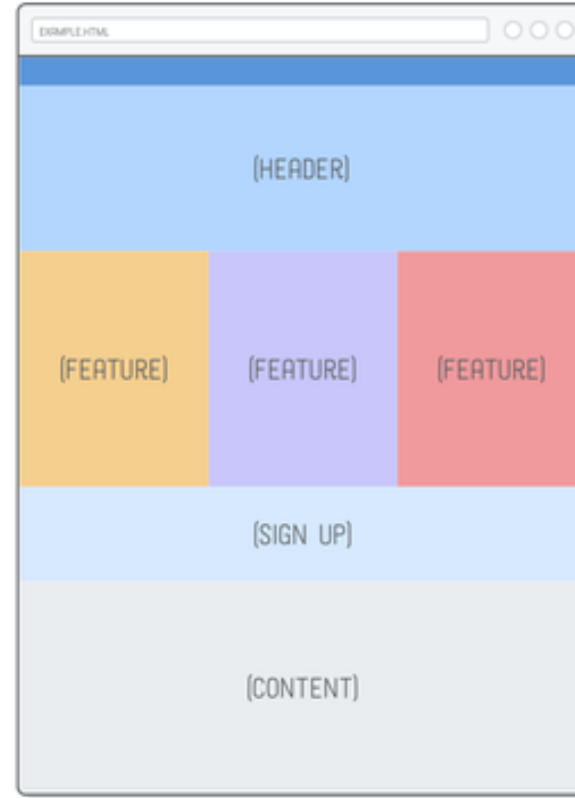 EXAMPLE.HTML
(HEADER)
(FEATURE) (FEATURE) (FEATURE)
(SIGN UP)
(CONTENT)